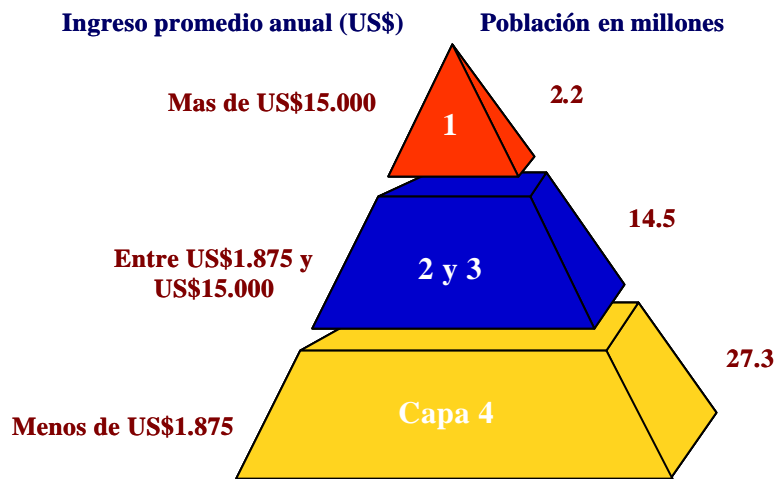 Ingreso promedio anual (US$)
Población en millones
Mas de US$15.000
1
2.2
Entre US$1.875 y
US$15.000
2 y 3
14.5
Menos de US$1.875
Capa 4
27.3